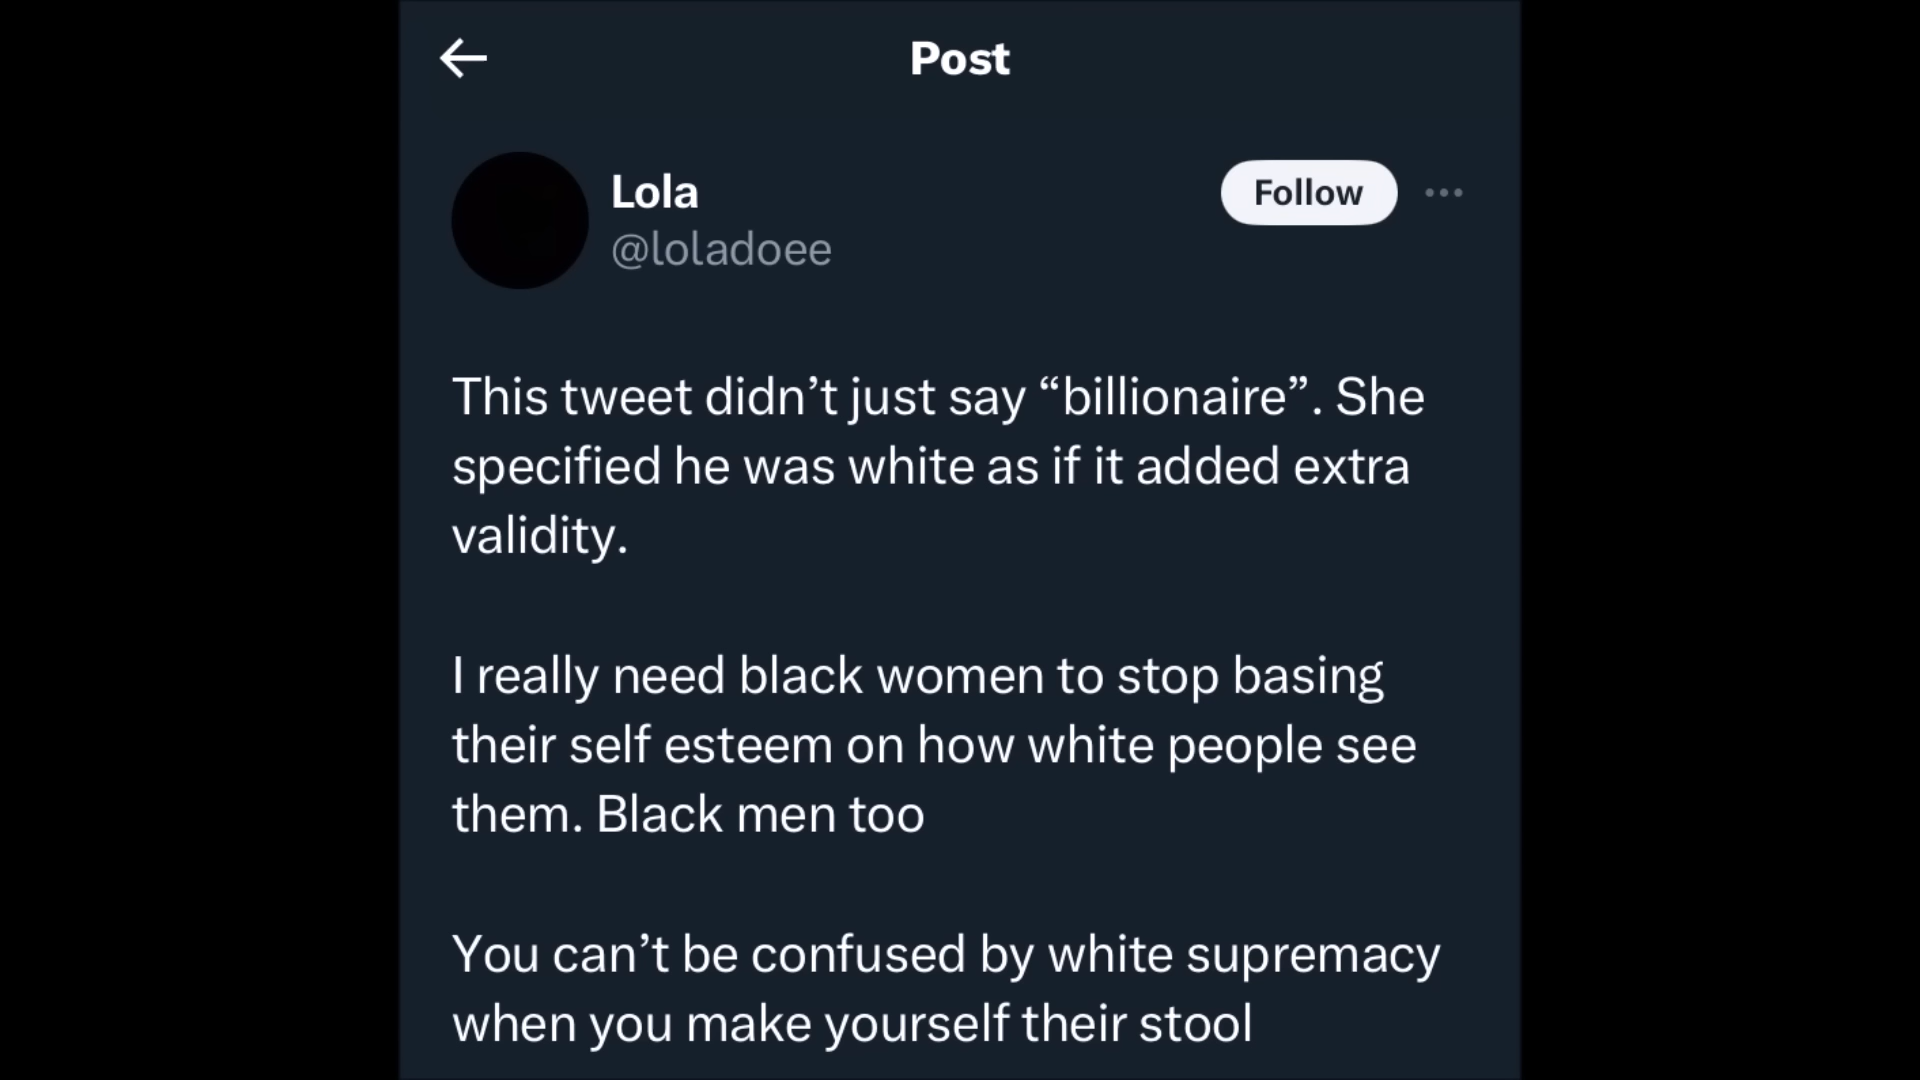 Post
Lola
Follow
@loladoee
This tweet didn’t just say “billionaire”. She
specified he was white as if it added extra
validity.
I really need black women to stop basing
their self esteem on how white people see
them. Black men too
You can’t be confused by white supremacy
when you make yourself their stool